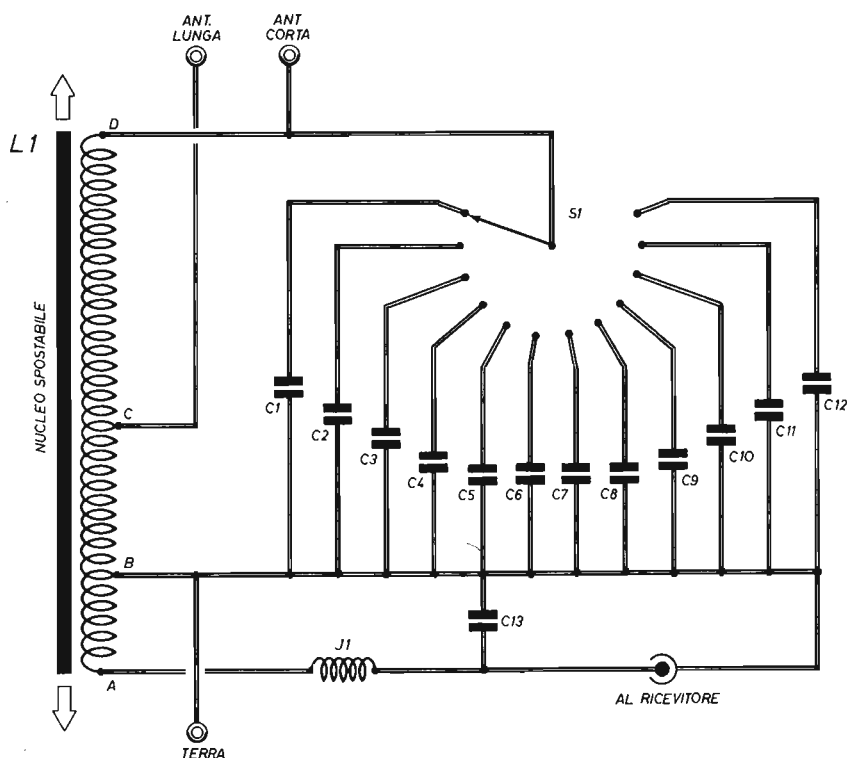 ANT.
LUNGA
ANT
CORTA
L1
D
S1
NUCLEO SPOSTABILE
C
C1
C2
C3
C4
C5
C6
C7
C8
C9
C10
C11
C12
B
C13
J1
A
AL RICEVITORE
TERRA